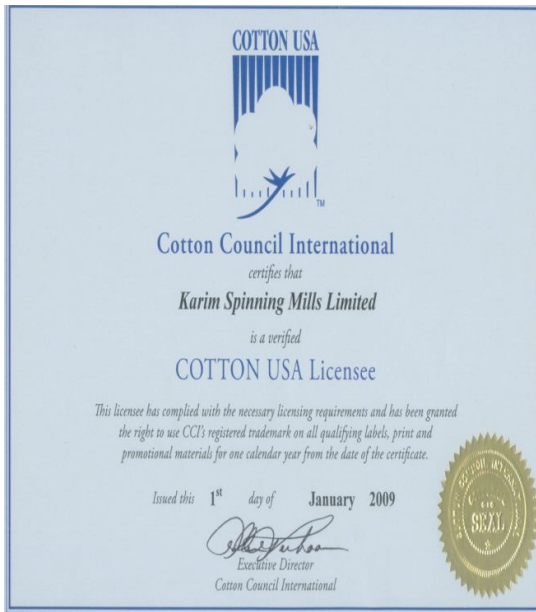 COTTON USA
TM
Cotton Council International
certifies that
Karim Spinning Mills Limited
is a verified
COTTON USA Licensee
This licensee has complied with the necessary licensing requirements and has been granted
the right to use CCI's registered trademark on all qualifying labels, print and
promotional materials for one calendar year from the date of the certificate.
Issued this 1st day of January 2009
Executive Director
Cotton Council International
SEAL